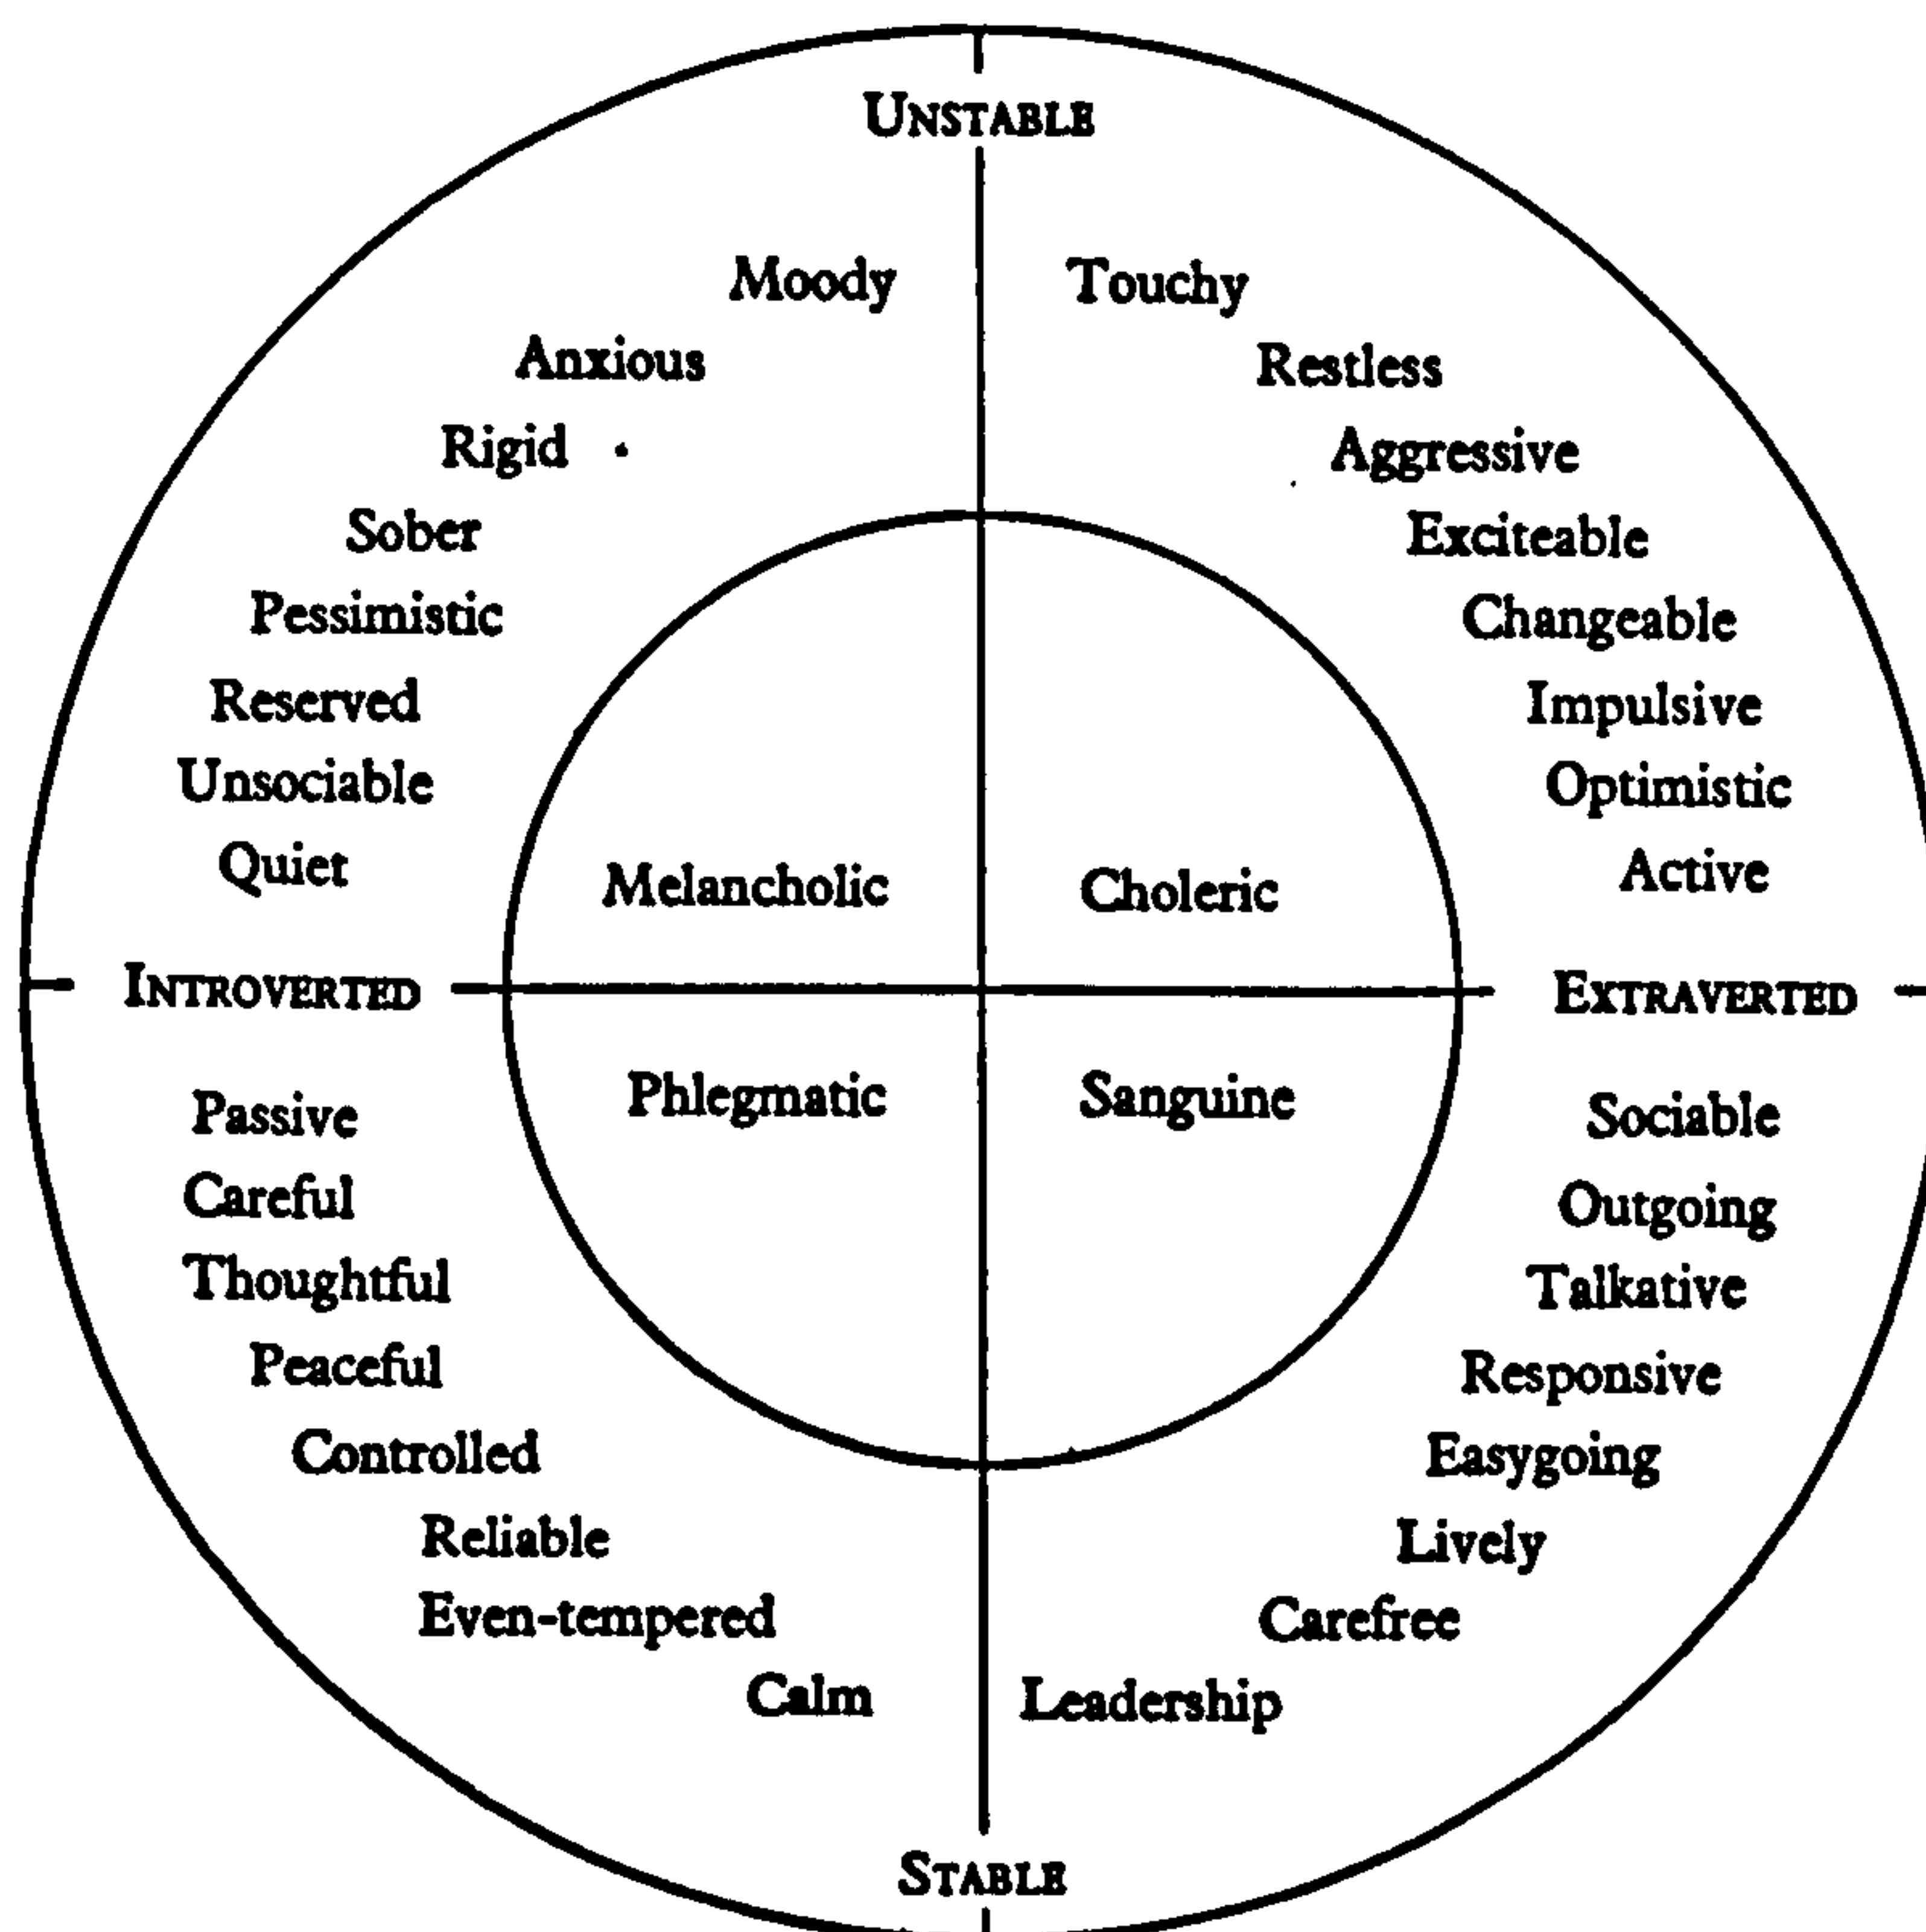 UNSTABLE
Moody Touchy
Anxious Restless
Rigid Aggressive
Sober Exciteable
Pessimistic Changeable
Reserved Impulsive
Unsociable Optimistic
Quiet Melancholic Choleric Active
INTROVERTED EXTRAVERTED
Passive Phlegmatic Sanguine Sociable
Careful Outgoing
Thoughtful Talkative
Peaceful Responsive
Controlled Easygoing
Reliable Lively
Even-tempered Carefree
Calm Leadership
STABLE